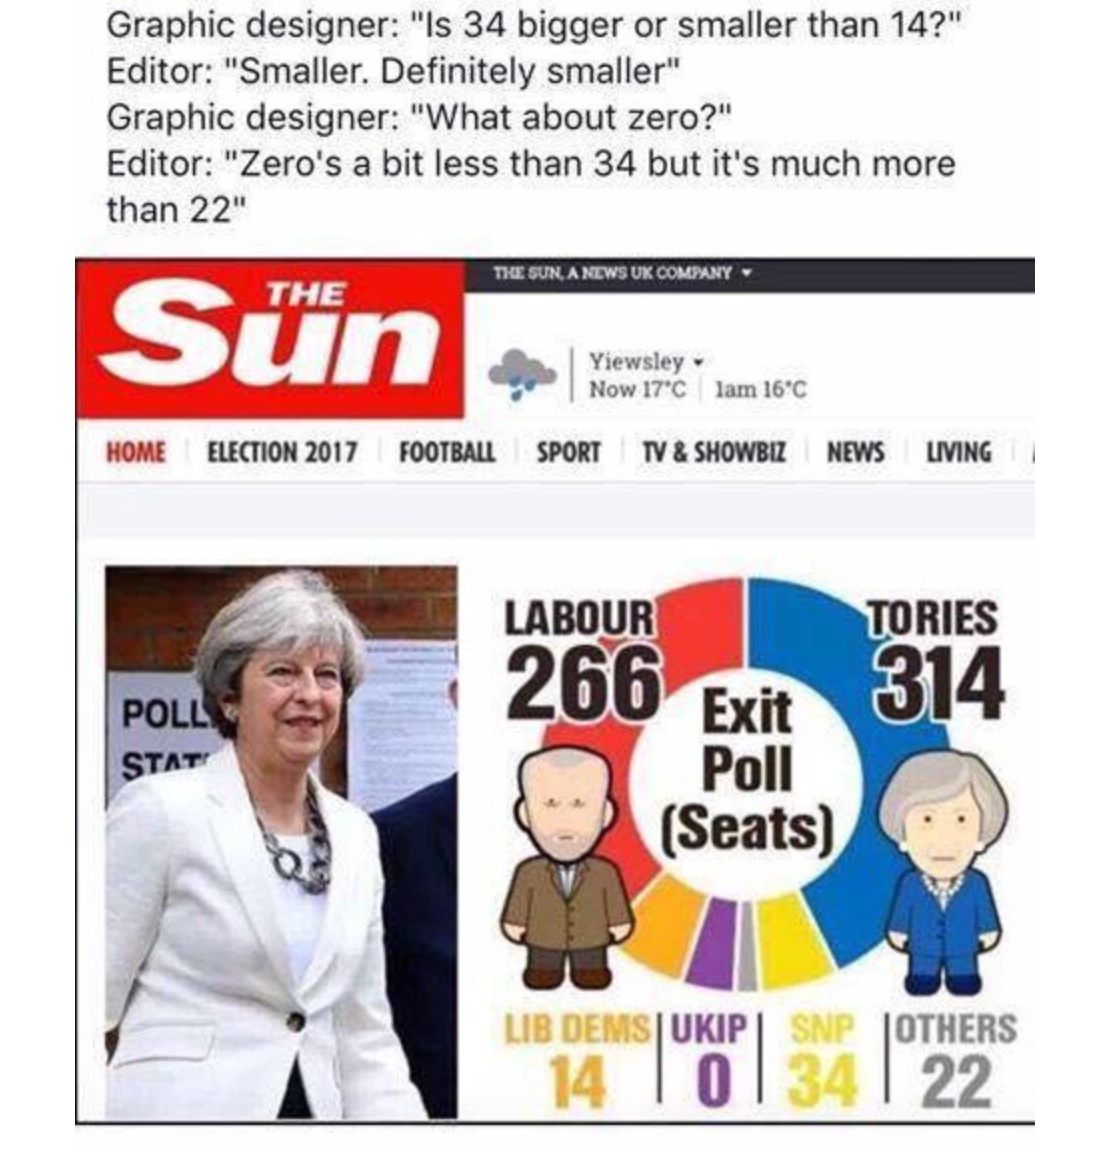 Graphic designer: "Is 34 bigger or smaller than 14?"
Editor: "Smaller. Definitely smaller"
Graphic designer: "What about zero?"
Editor: "Zero's a bit less than 34 but it's much more
than 22"
THE SUN, A NEWS UK COMPANY
THE
Sun
Yiewsley
Now 17°C 1am 16°C
HOME ELECTION 2017 FOOTBALL SPORT TV & SHOWBIZ NEWS LIVING
POLL
STAT
LABOUR
266
TORIES
314
Exit
Poll
(Seats)
LIB DEMS UKIP SNP OTHERS
14 0 34 22